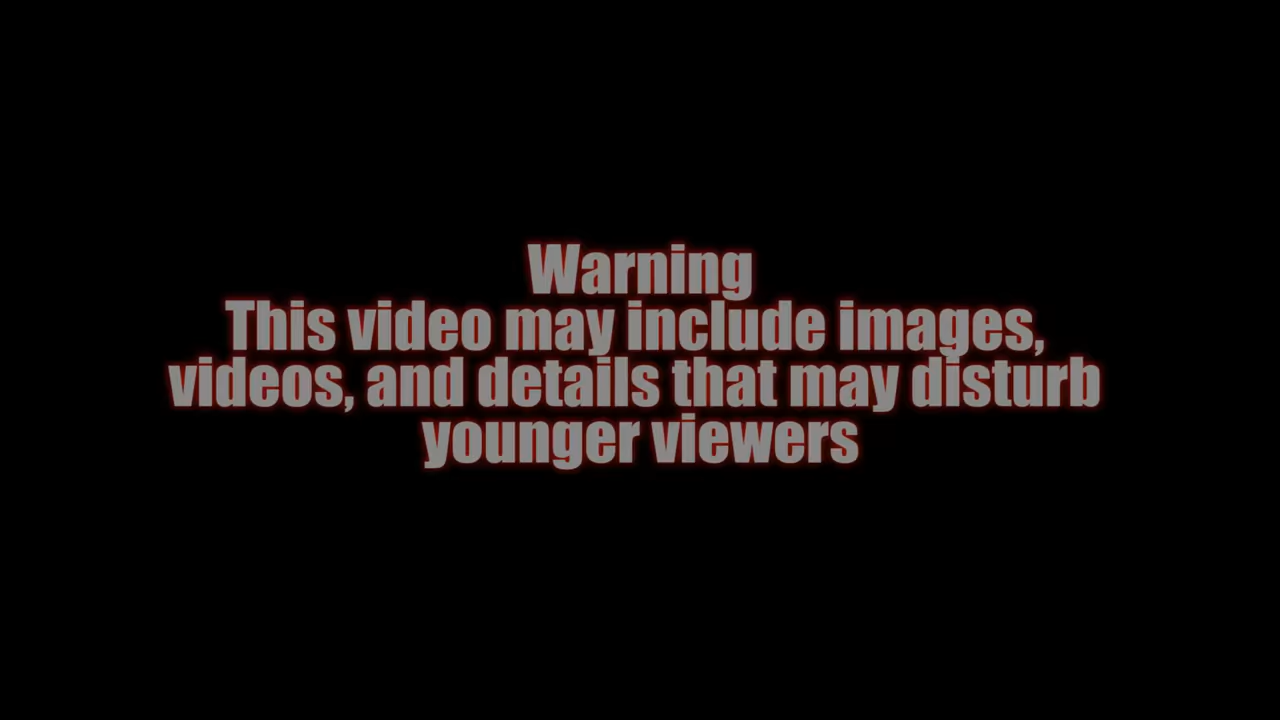 Warning
This video may include images,
videos, and details that may disturb
younger viewers